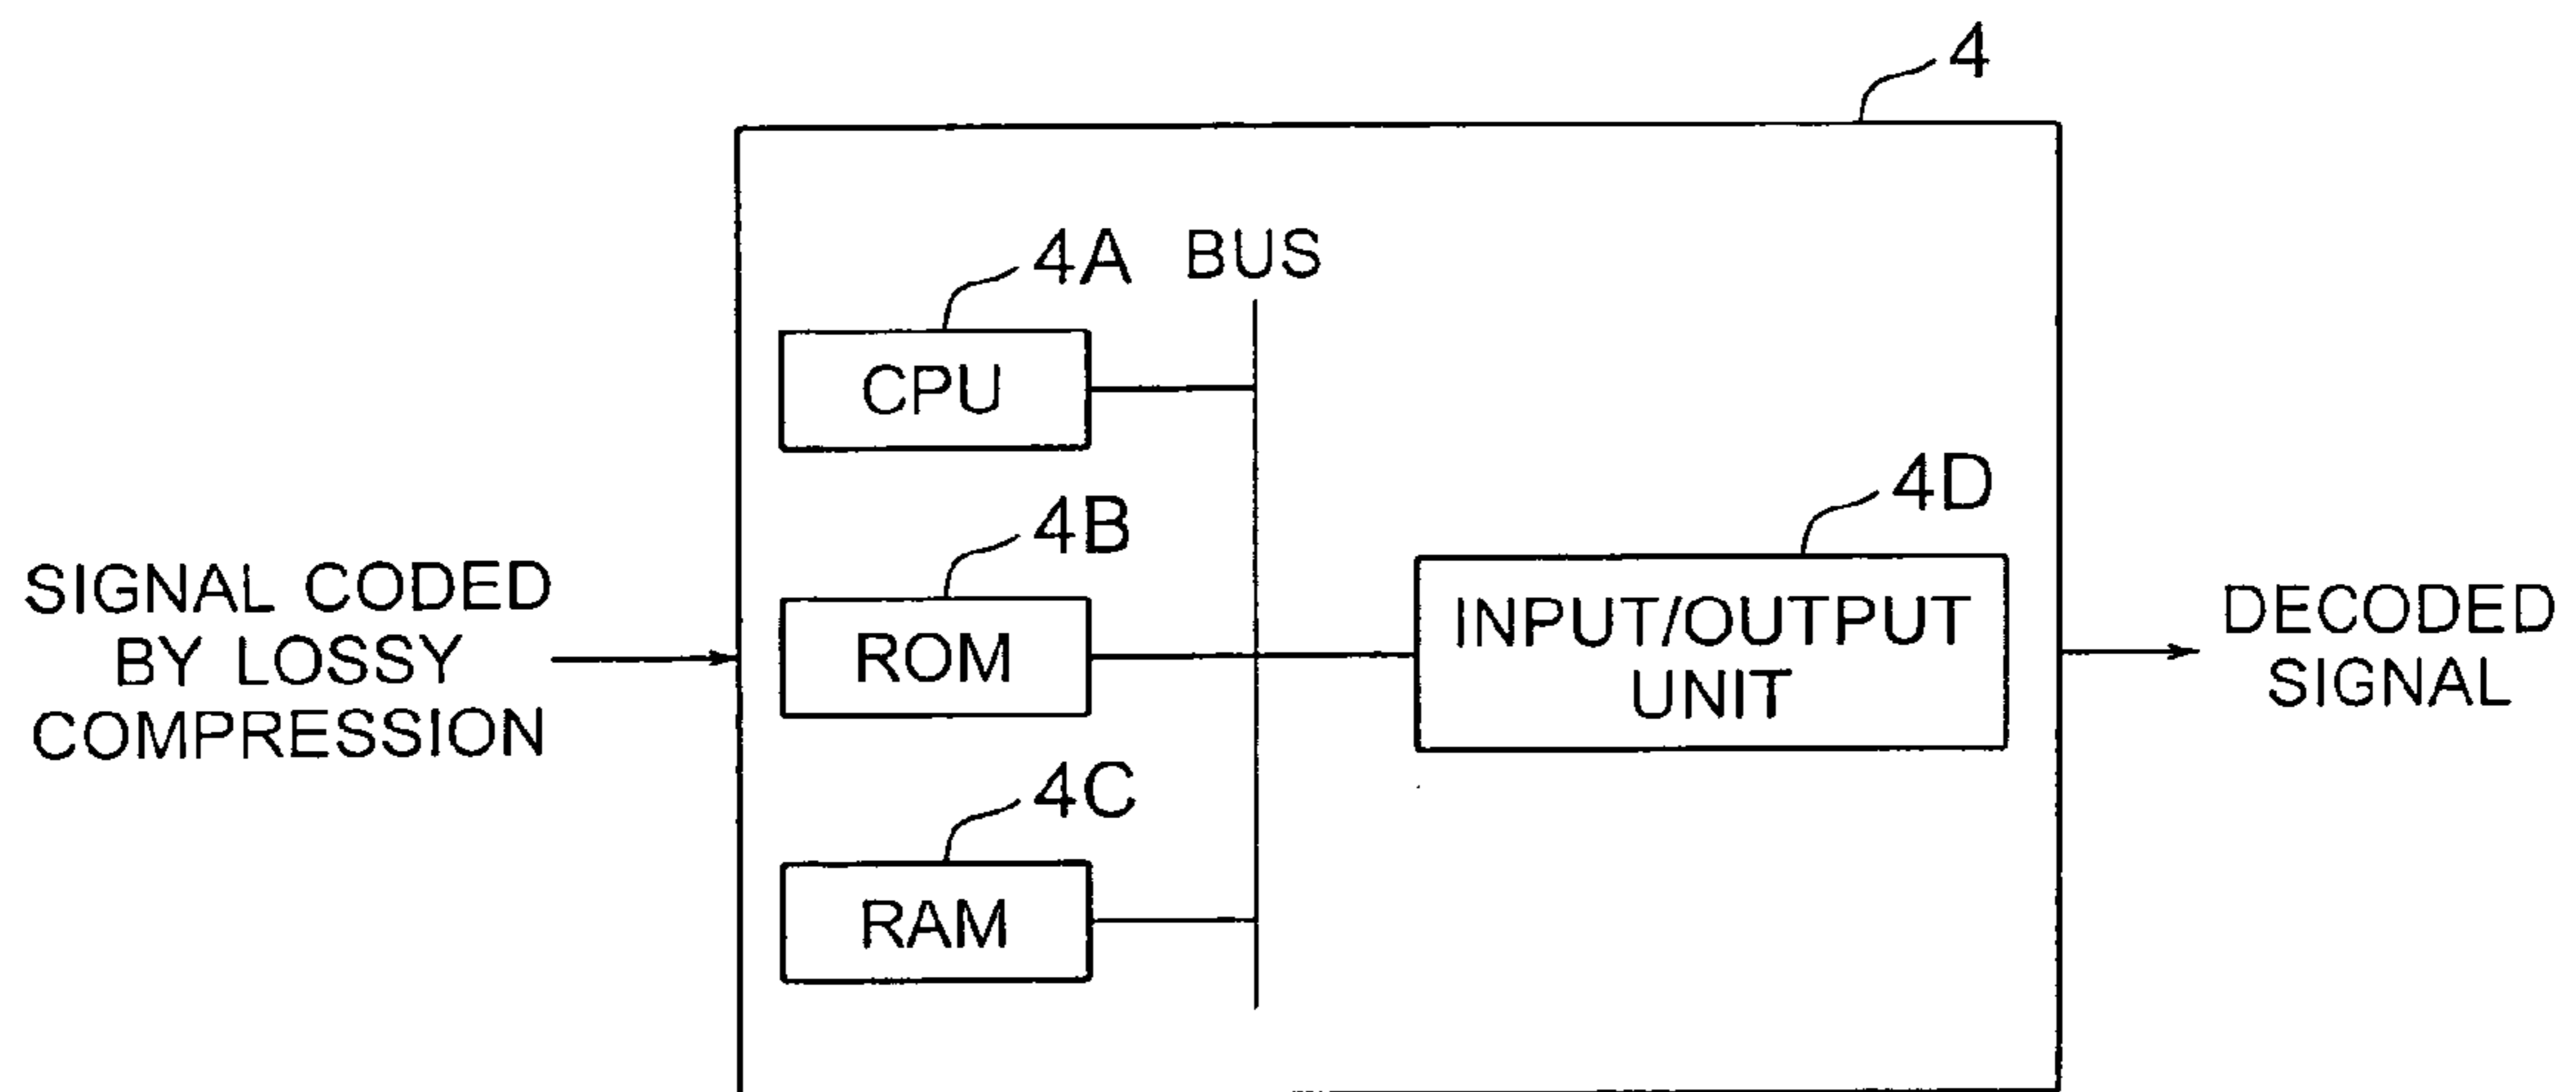 4
4A
BUS
CPU
4B
ROM
4C
RAM
4D
INPUT/OUTPUT
UNIT
SIGNAL CODED
BY LOSSY
COMPRESSION
DECODED
SIGNAL